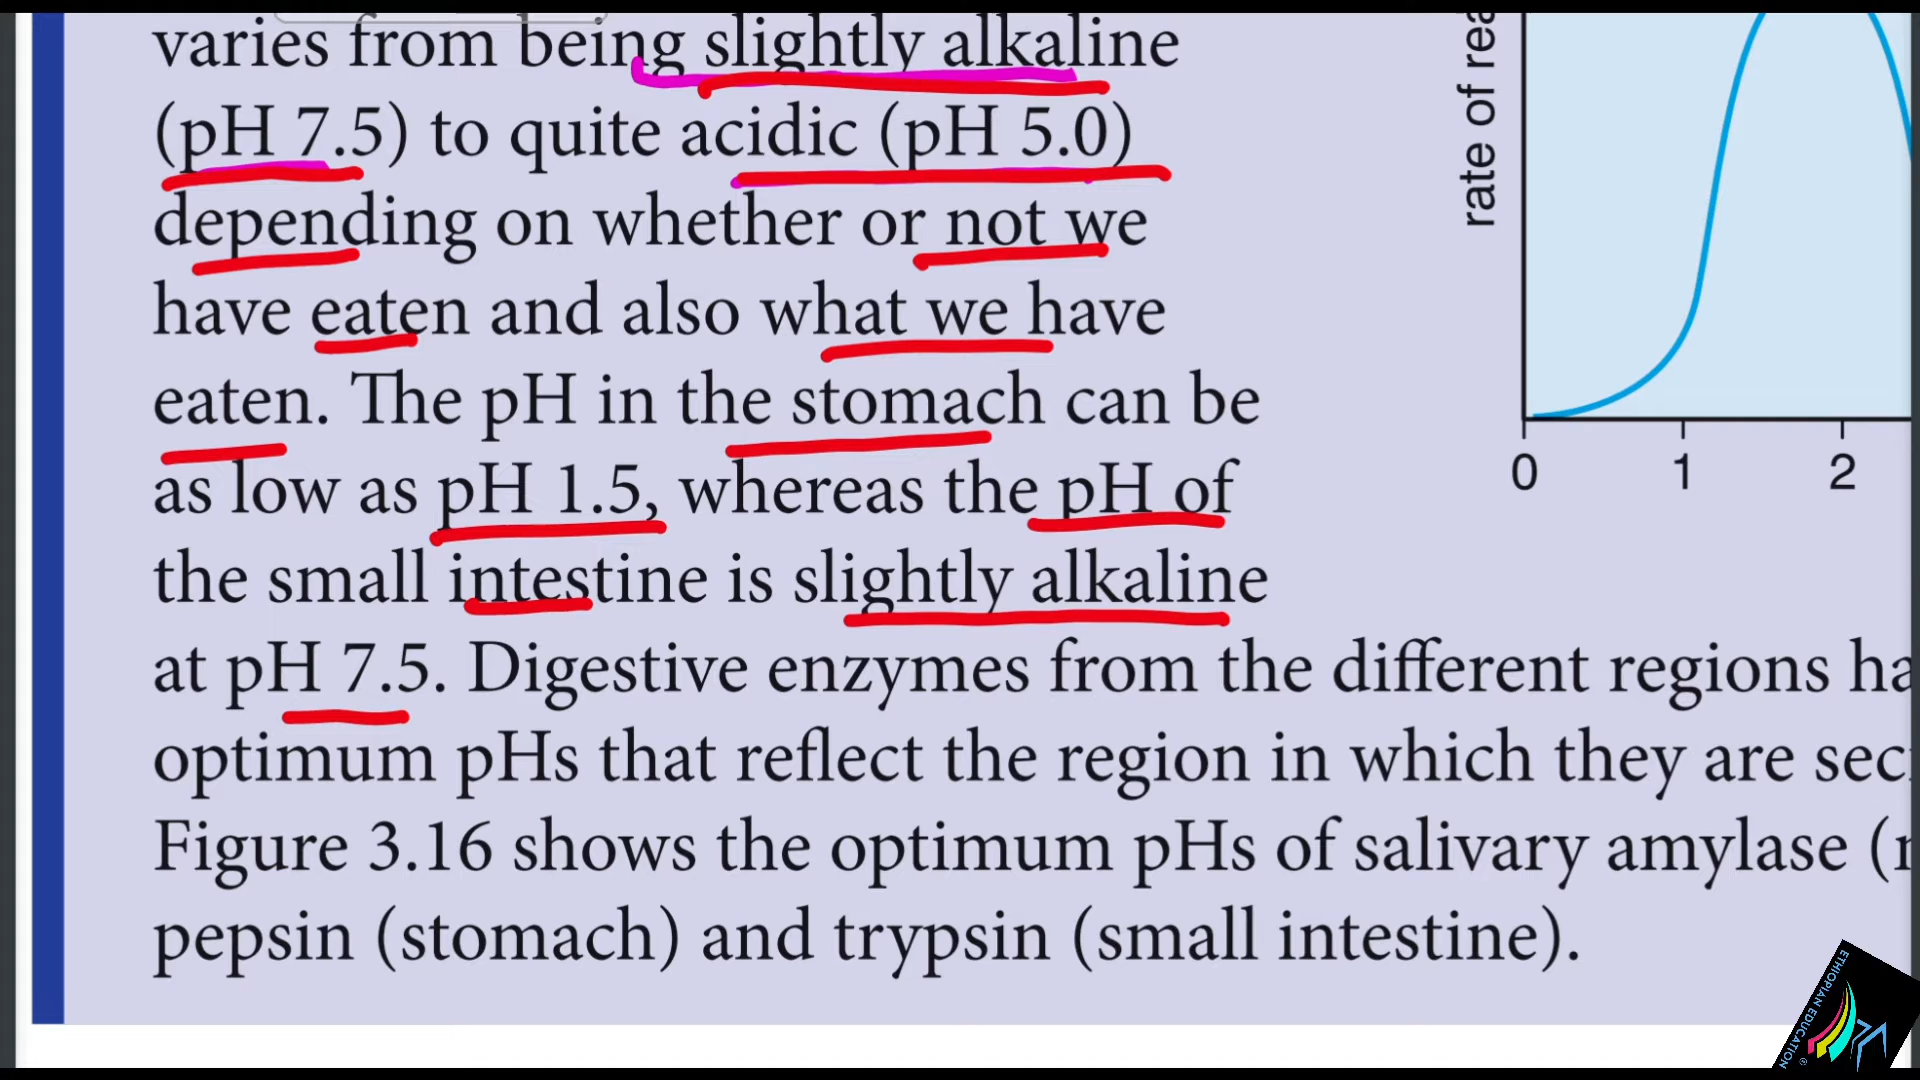 varies from being slightly alkaline
(pH 7.5) to quite acidic (pH 5.0)
depending on whether or not we
have eaten and also what we have
eaten. The pH in the stomach can be
as low as pH 1.5, whereas the pH of
the small intestine is slightly alkaline
at pH 7.5. Digestive enzymes from the different regions
optimum pHs that reflect the region in which they are
Figure 3.16 shows the optimum pHs of salivary amylase
pepsin (stomach) and trypsin (small intestine).
rate of
0 1 2
ETHIOPIAN EDUCATION